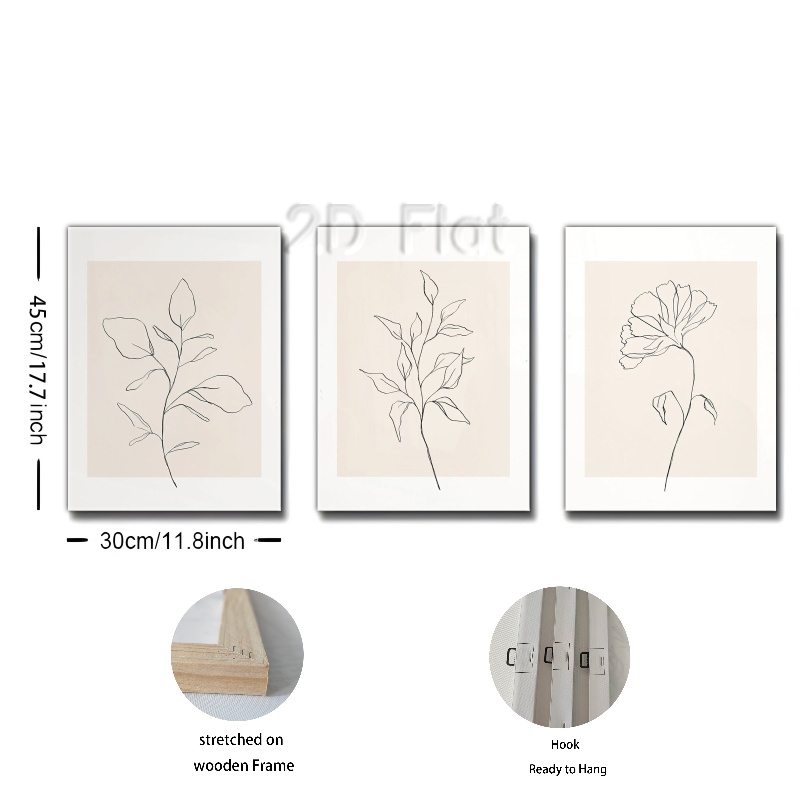 2D Flat
45cm/17.7inch
30cm/11.8inch
stretched on
wooden Frame
Hook
Ready to Hang